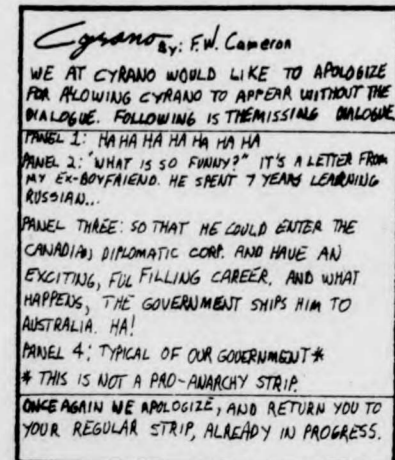 Cyrano By: F.W. Cameron
WE AT CYRANO WOULD LIKE TO APOLOGIZE
FOR ALOWING CYRANO TO APPEAR WITHOUT THE
DIALOGUE. FOLLOWING IS THE MISSING DIALOGUE
PANEL 1: HA HA HA HA HA HA HA
PANEL 2: "WHAT IS SO FUNNY?" IT'S A LETTER FROM
MY EX-BOYFRIEND. HE SPENT 7 YEARS LEARNING
RUSSIAN...
PANEL THREE: SO THAT HE COULD ENTER THE
CANADIAN DIPLOMATIC CORP. AND HAVE AN
EXCITING, FUL FILLING CAREER, AND WHAT
HAPPENS, THE GOVERNMENT SHIPS HIM TO
AUSTRALIA. HA!
PANEL 4: TYPICAL OF OUR GOVERNMENT*
* THIS IS NOT A PRO-ANARCHY STRIP.
ONCE AGAIN WE APOLOGIZE, AND RETURN YOU TO
YOUR REGULAR STRIP, ALREADY IN PROGRESS.